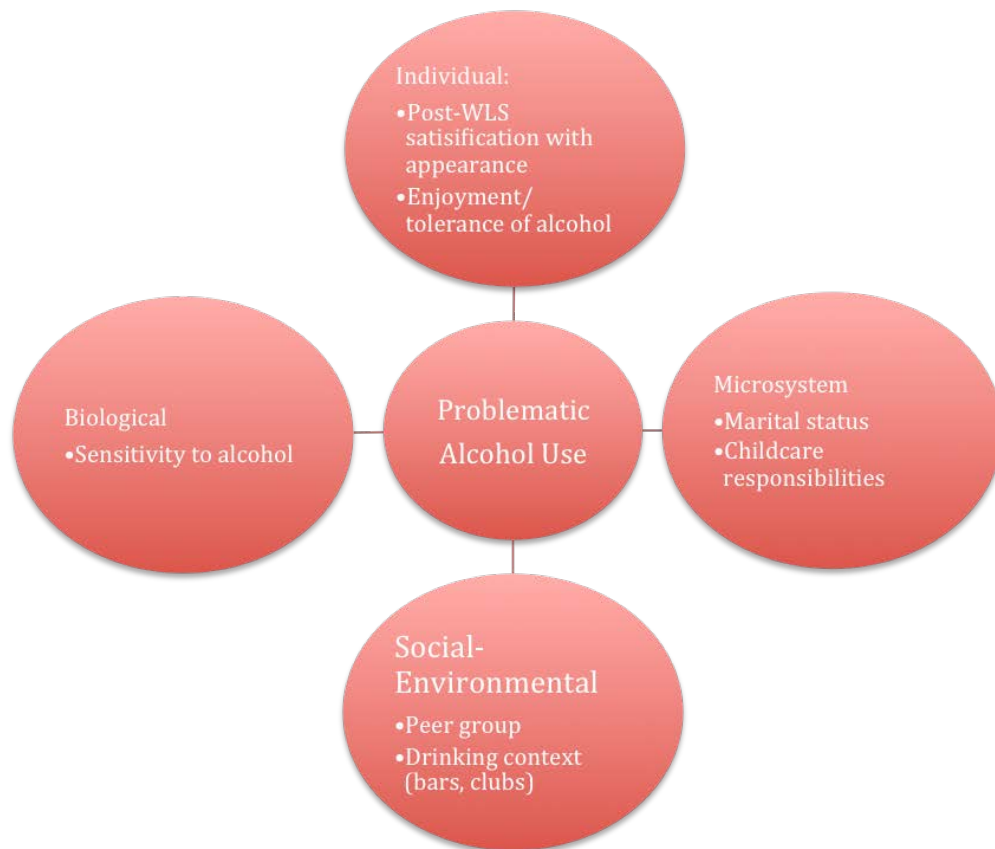 Individual:
•Post-WLS
satisification with
appearance
•Enjoyment/
tolerance of alcohol
Biological
•Sensitivity to alcohol
Problematic
Alcohol Use
Microsystem
•Marital status
•Childcare
responsibilities
Social-
Environmental
•Peer group
•Drinking context
(bars, clubs)